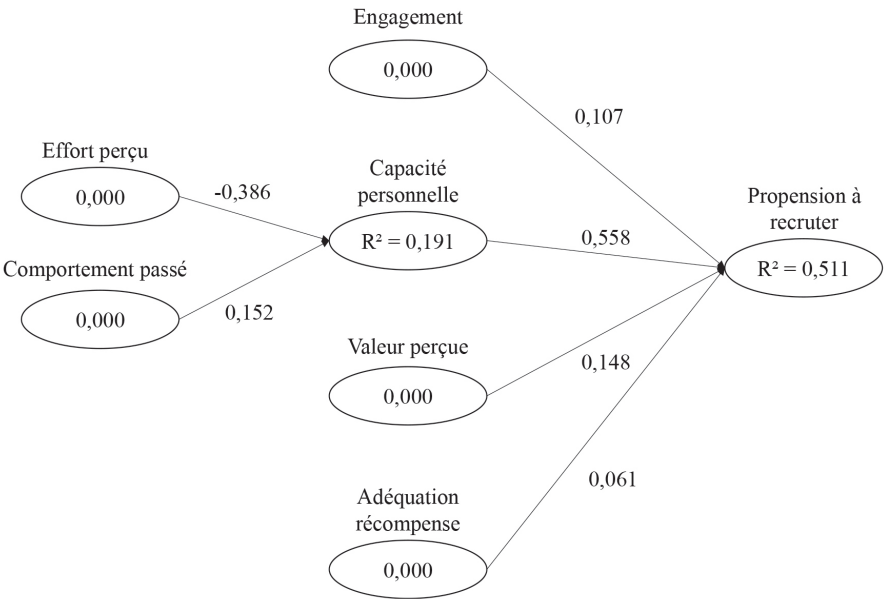 Engagement
0,000
0,107
Effort perçu
0,000
-0,386
Capacité
personnelle
R² = 0,191
0,558
Propension à
recruter
R² = 0,511
Comportement passé
0,000
0,152
Valeur perçue
0,000
0,148
Adéquation
récompense
0,000
0,061